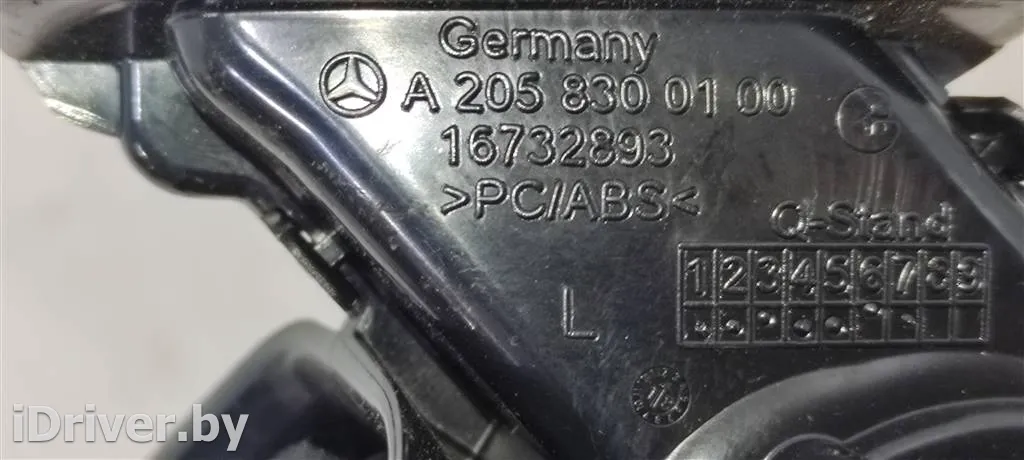 Germany
A 205 830 01 00
16732893
>PC/ABS<
Q-Stand
1 2 3 4 5 6 7 8 9
L
iDriver.by